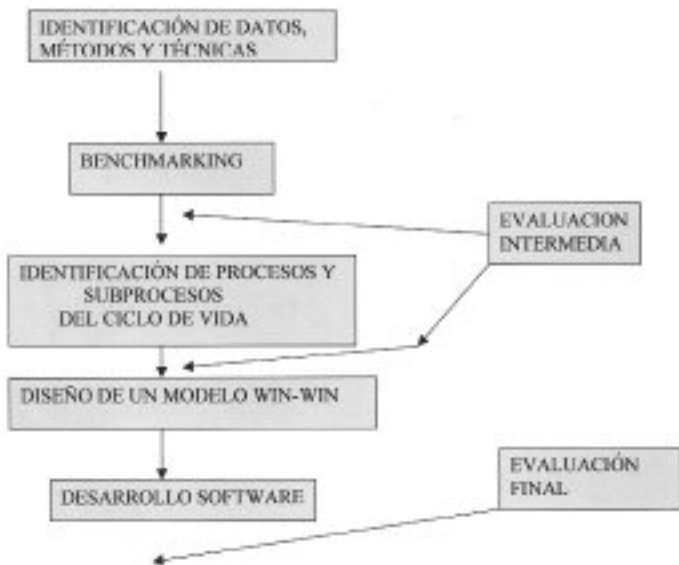 IDENTIFICACIÓN DE DATOS,
MÉTODOS Y TÉCNICAS
BENCHMARKING
EVALUACION
INTERMEDIA
IDENTIFICACIÓN DE PROCESOS Y
SUBPROCESOS
DEL CICLO DE VIDA
DISEÑO DE UN MODELO WIN-WIN
EVALUACIÓN
FINAL
DESARROLLO SOFTWARE